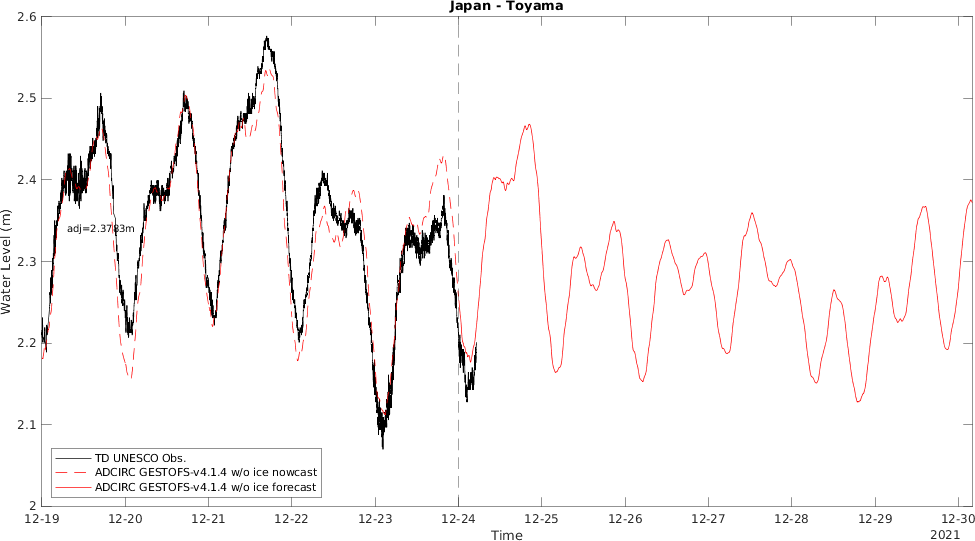 Japan - Toyama
2.6
2.5
2.4
2.3
2.2
2.1
2
Water Level (m)
adj=2.3783m
TD UNESCO Obs.
ADCIRC GESTOFS-v4.1.4 w/o ice nowcast
ADCIRC GESTOFS-v4.1.4 w/o ice forecast
12-19 12-20 12-21 12-22 12-23 12-24 12-25 12-26 12-27 12-28 12-29 12-30
Time
2021